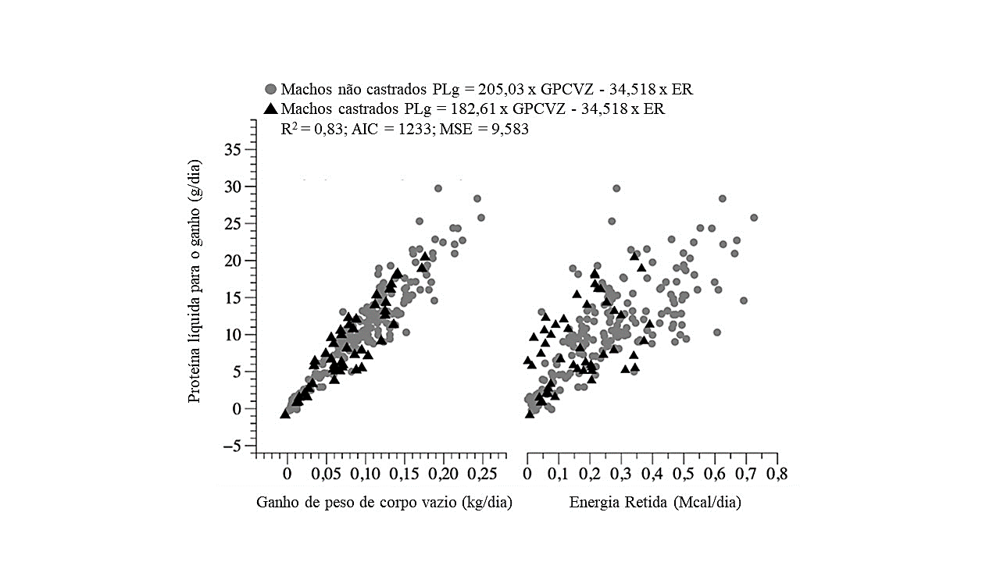 Machos não castrados PLg = 205,03 x GPCVZ - 34,518 x ER
Machos castrados PLg = 182,61 x GPCVZ - 34,518 x ER
R² = 0,83; AIC = 1233; MSE = 9,583
Proteína líquida para o ganho (g/dia)
35
30
25
20
15
10
5
0
−5
0 0,05 0,10 0,15 0,20 0,25
0 0,1 0,2 0,3 0,4 0,5 0,6 0,7 0,8
Ganho de peso de corpo vazio (kg/dia)
Energia Retida (Mcal/dia)